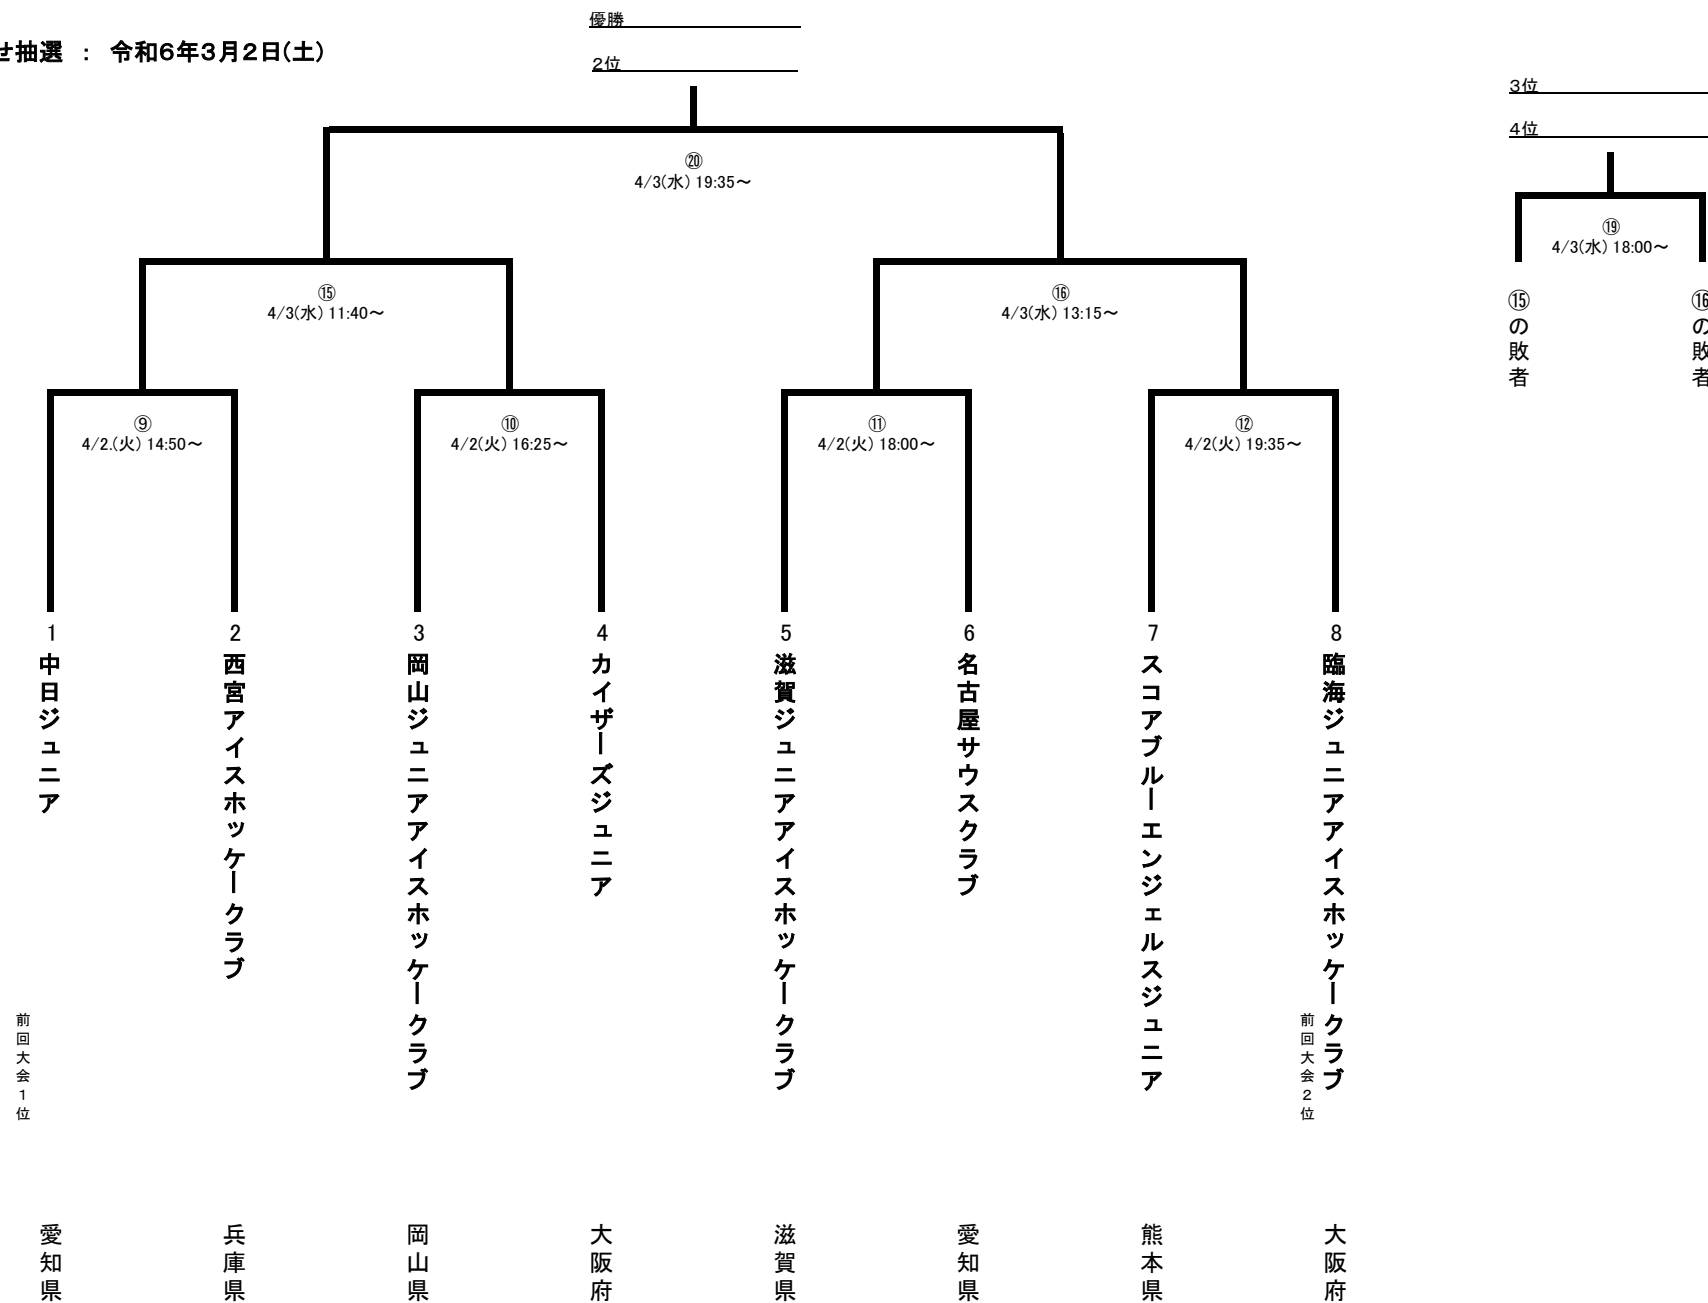 優勝
せ抽選 ： 令和6年3月2日(土)
２位
３位
４位
⑳
4/3(水) 19:35～
⑲
4/3(水) 18:00～
⑮の敗者
⑯の敗者
⑮
4/3(水) 11:40～
⑯
4/3(水) 13:15～
⑨
4/2.(火) 14:50～
⑩
4/2(火) 16:25～
⑪
4/2(火) 18:00～
⑫
4/2(火) 19:35～
1
中日ジュニア
前回大会１位
愛知県
2
西宮アイスホッケークラブ
兵庫県
3
岡山ジュニアアイスホッケークラブ
岡山県
4
カイザーズジュニア
大阪府
5
滋賀ジュニアアイスホッケークラブ
滋賀県
6
名古屋サウスクラブ
愛知県
7
スコアブルーエンジェルスジュニア
熊本県
8
臨海ジュニアアイスホッケークラブ
前回大会２位
大阪府